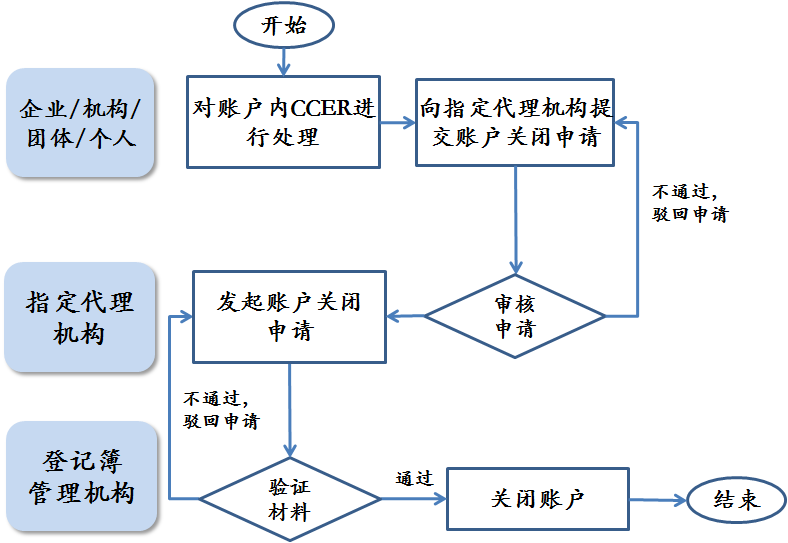 开始
企业/机构/
团体/个人
对账户内CCER进
行处理
向指定代理机构提
交账户关闭申请
不通过，
驳回申请
指定代理
机构
发起账户关闭
申请
审核
申请
不通过，
驳回申请
登记簿
管理机构
验证
材料
通过
关闭账户
结束